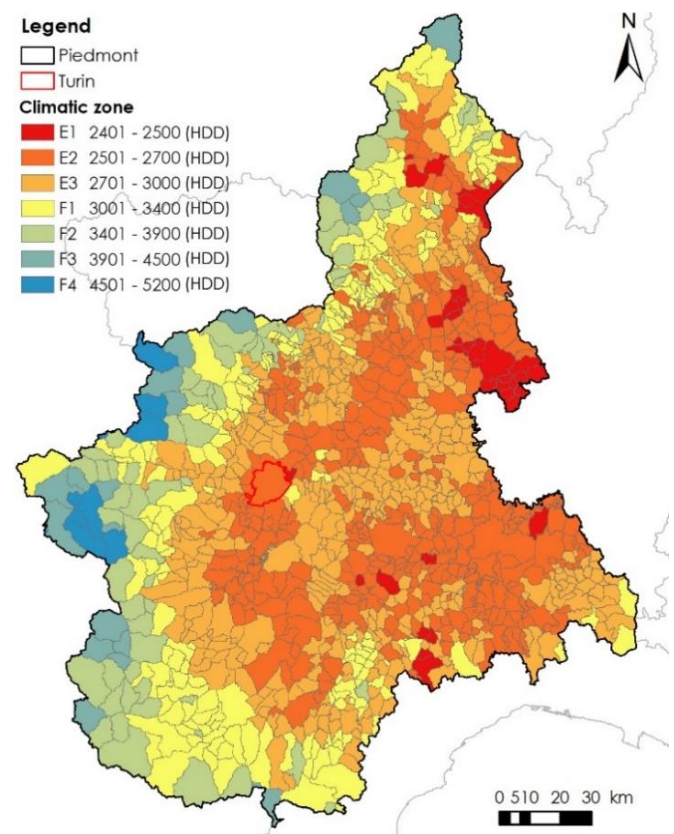 Legend
Piedmont
Turin
Climatic zone
E1 2401 - 2500 (HDD)
E2 2501 - 2700 (HDD)
E3 2701 - 3000 (HDD)
F1 3001 - 3400 (HDD)
F2 3401 - 3900 (HDD)
F3 3901 - 4500 (HDD)
F4 4501 - 5200 (HDD)
N
0 510 20 30 km